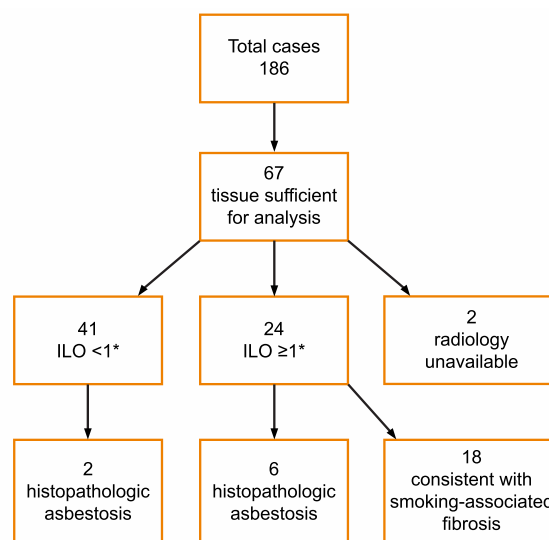 Total cases
186
67
tissue sufficient
for analysis
41
ILO <1*
24
ILO ≥1*
2
radiology
unavailable
2
histopathologic
asbestosis
6
histopathologic
asbestosis
18
consistent with
smoking-associated
fibrosis